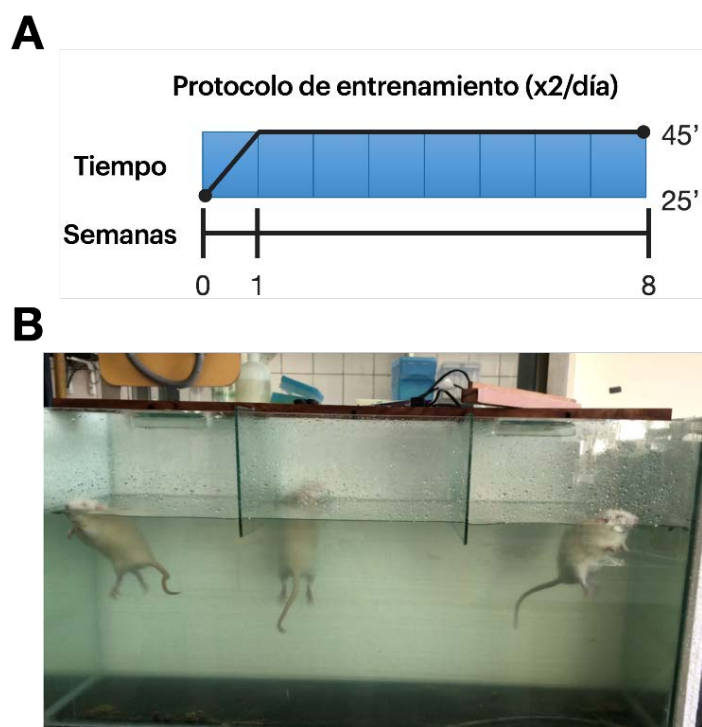 A
Protocolo de entrenamiento (x2/día)
45'
Tiempo
25'
Semanas
0 1 8
B